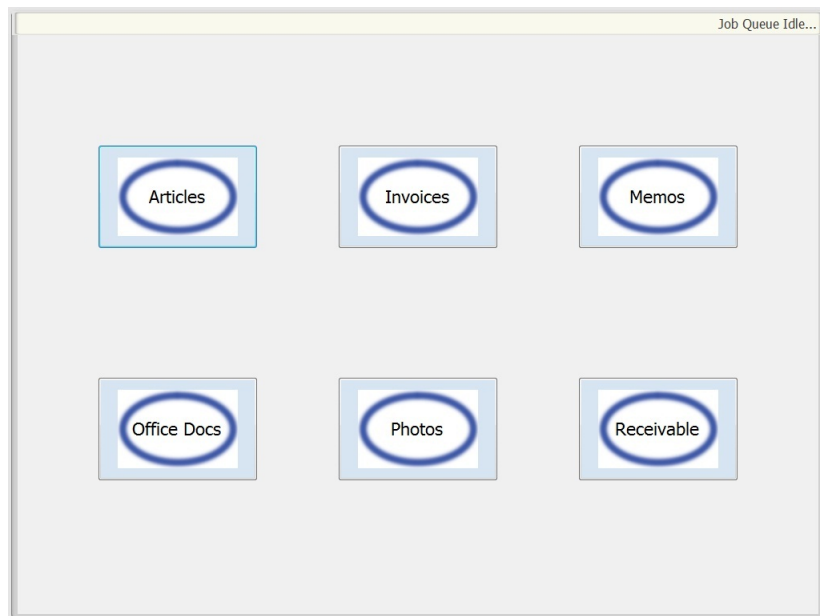 Job Queue Idle...
Articles
Invoices
Memos
Office Docs
Photos
Receivable